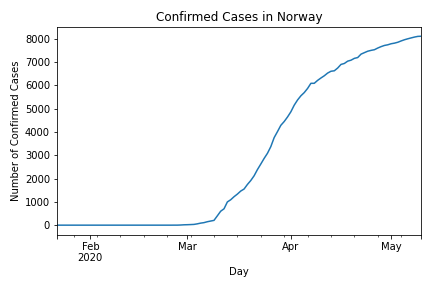 Confirmed Cases in Norway
Number of Confirmed Cases
8000
7000
6000
5000
4000
3000
2000
1000
0
Feb
2020
Mar
Apr
May
Day